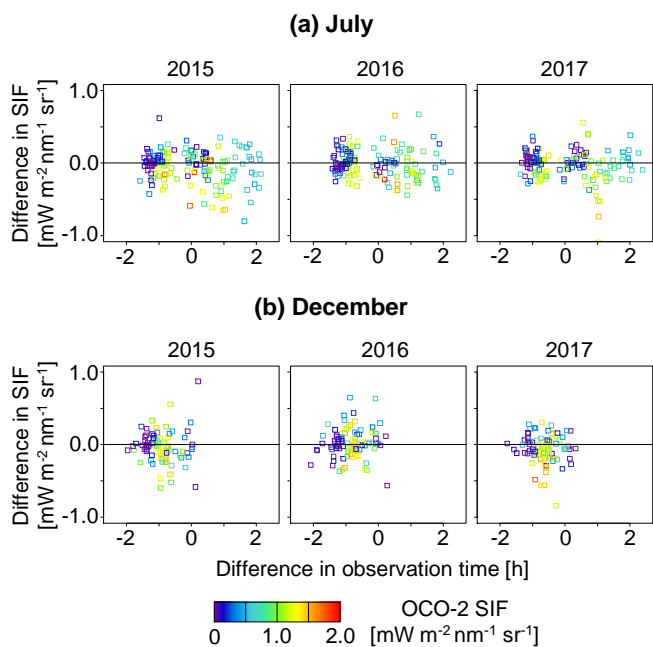 (a) July
2015 2016 2017
Difference in SIF
[mW m-2 nm-1 sr-1]
1.0
0.0
-1.0
-2 0 2 -2 0 2 -2 0 2
(b) December
2015 2016 2017
Difference in SIF
[mW m-2 nm-1 sr-1]
1.0
0.0
-1.0
-2 0 2 -2 0 2 -2 0 2
Difference in observation time [h]
0 1.0 2.0
OCO-2 SIF
[mW m-2 nm-1 sr-1]